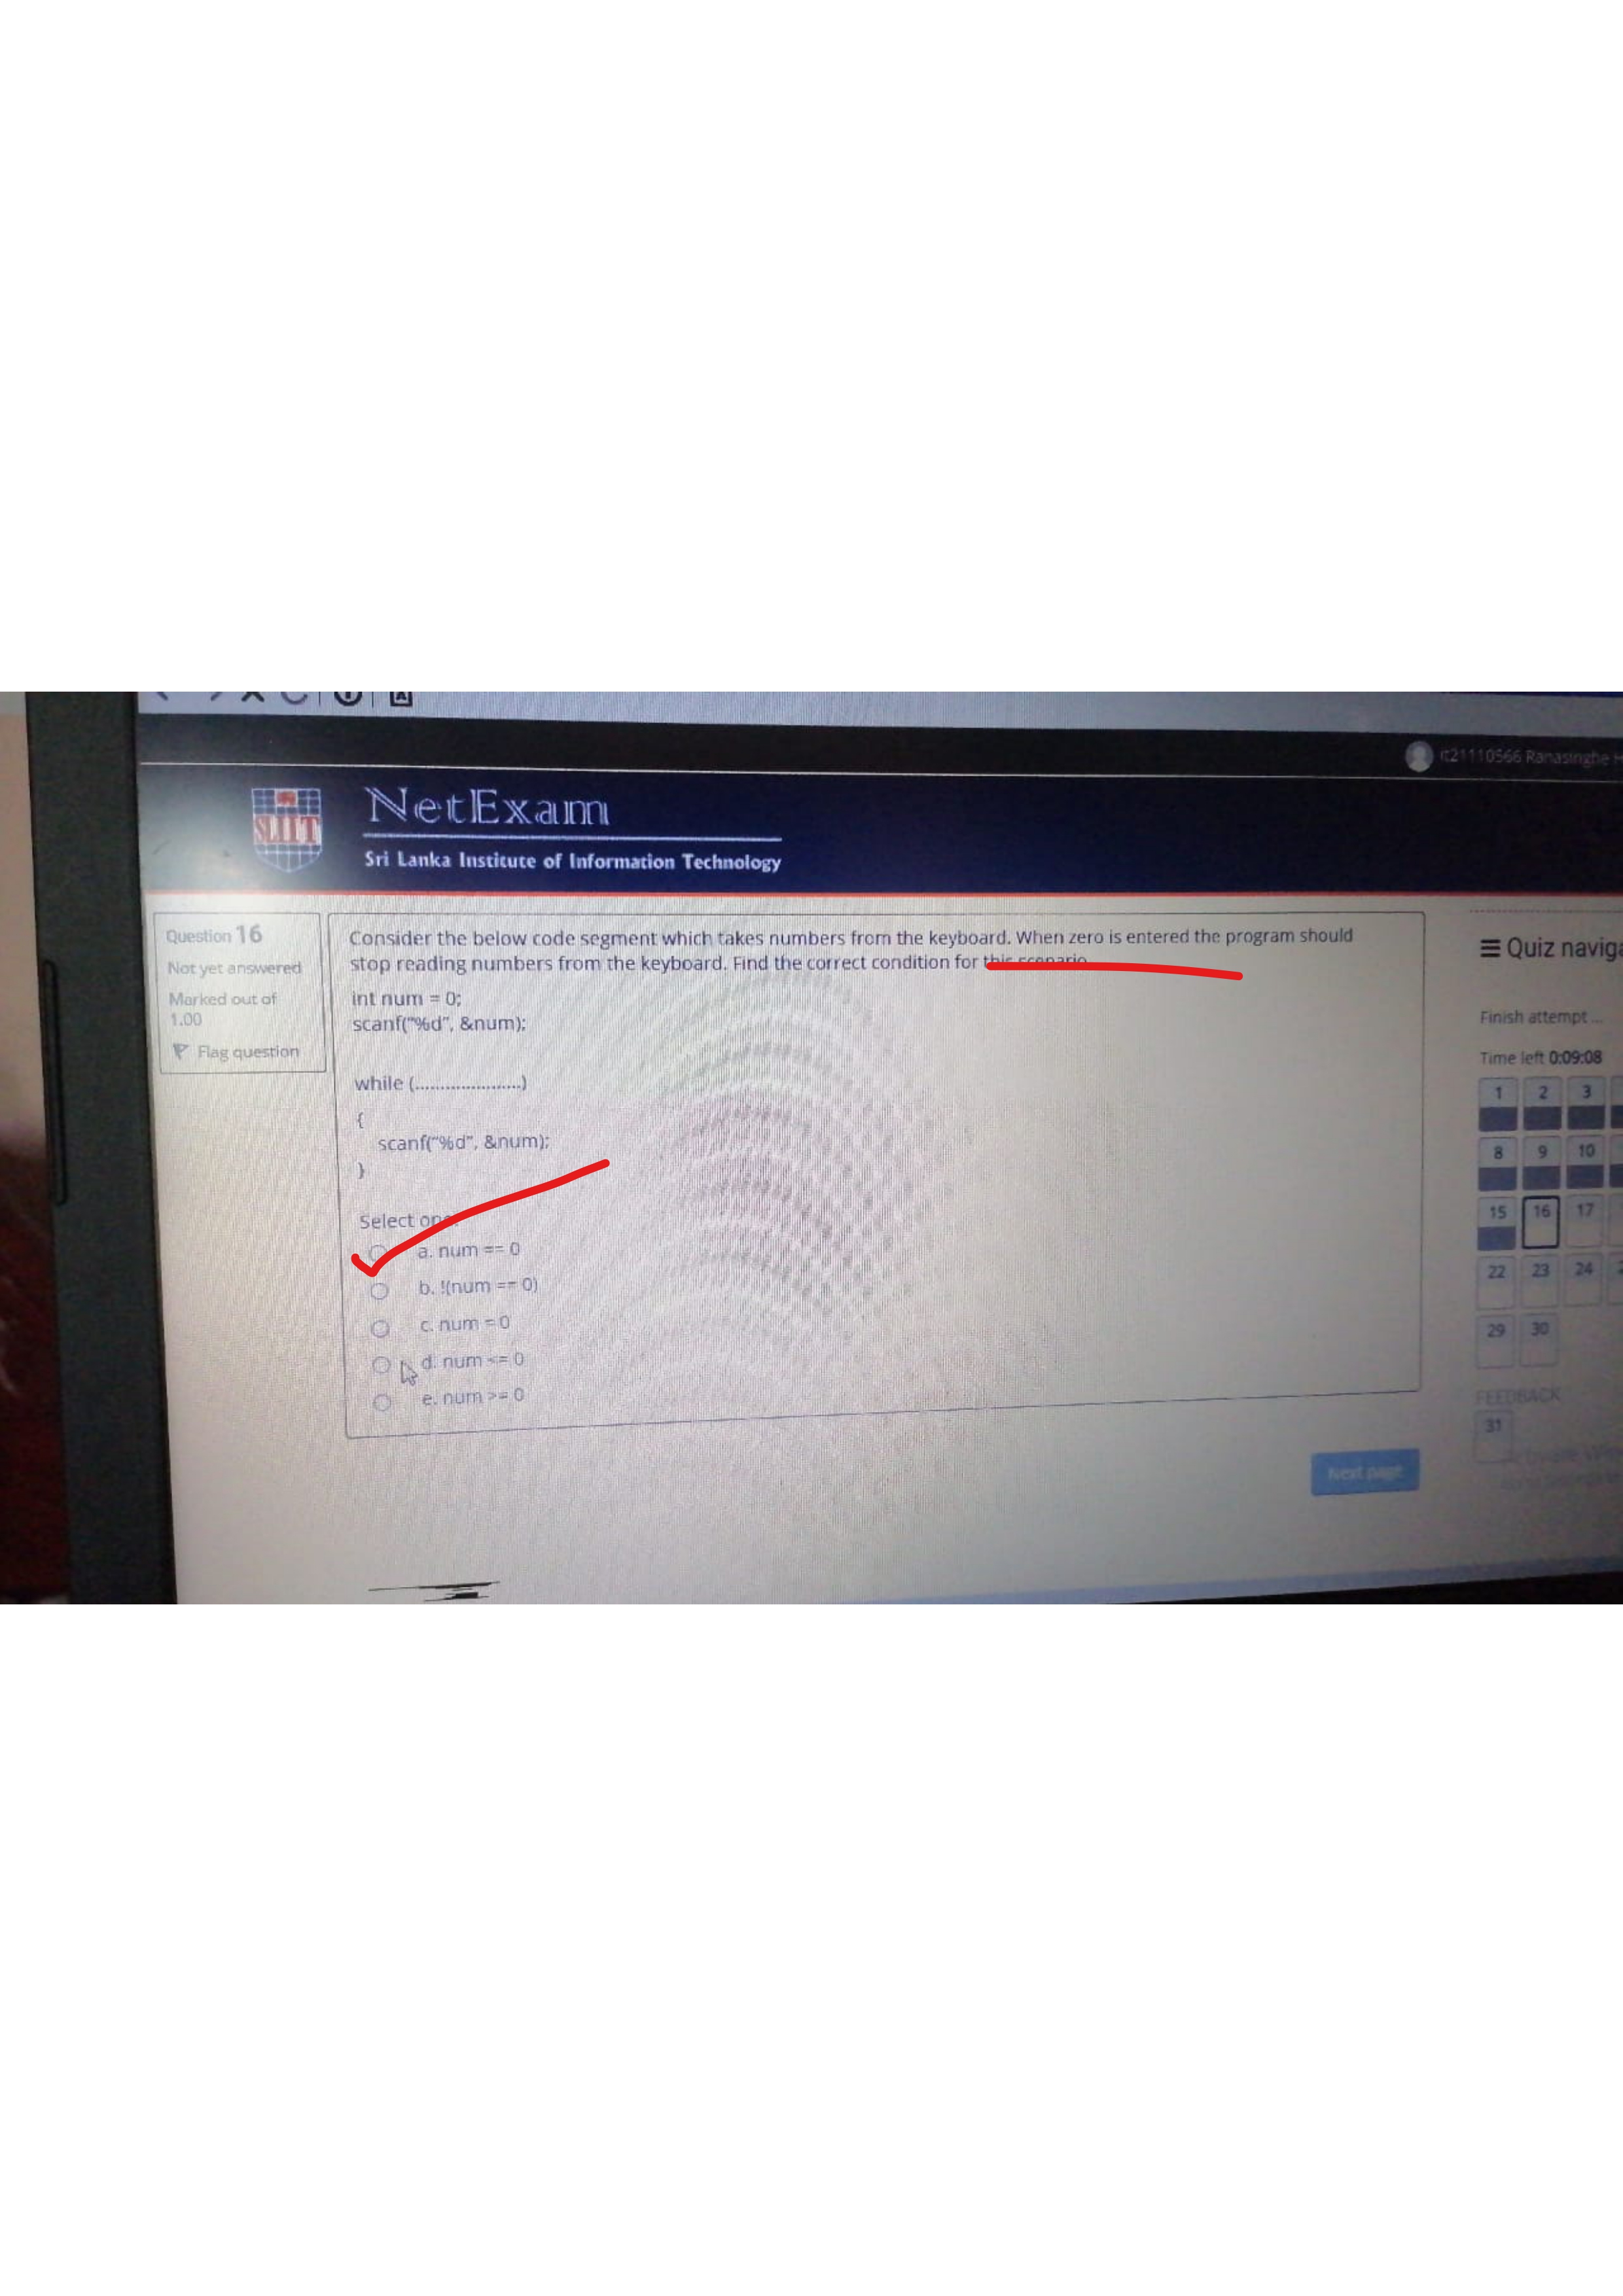 it21110566 Ranasinghe H
SLIIT
NetExam
Sri Lanka Institute of Information Technology
Question 16
Not yet answered
Marked out of
1.00
Flag question
Consider the below code segment which takes numbers from the keyboard. When zero is entered the program should
stop reading numbers from the keyboard. Find the correct condition for this scenario
int num = 0;
scanf("%d", &num);
while (......................)
{
scanf("%d", &num);
}
Select one:
a. num == 0
b. !(num == 0)
c. num = 0
d. num <= 0
e. num >= 0
Next page
Quiz naviga
Finish attempt ...
Time left 0:09:08
1 2 3
8 9 10
15 16 17
22 23 24
29 30
FEEDBACK
31